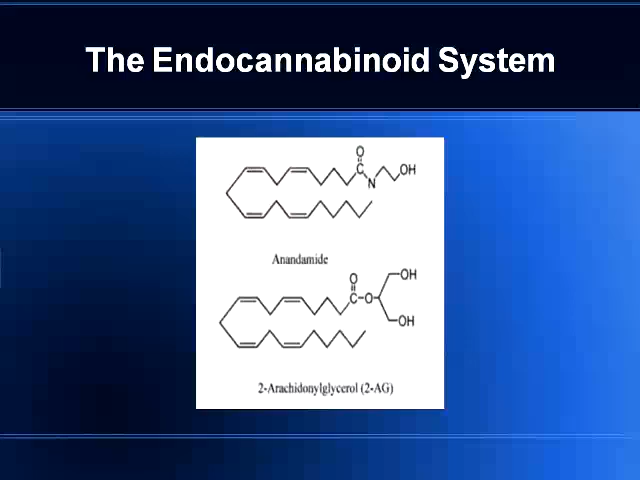 The Endocannabinoid System
O
C
N
OH
Anandamide
O
C-O
OH
OH
2-Arachidonylglycerol (2-AG)